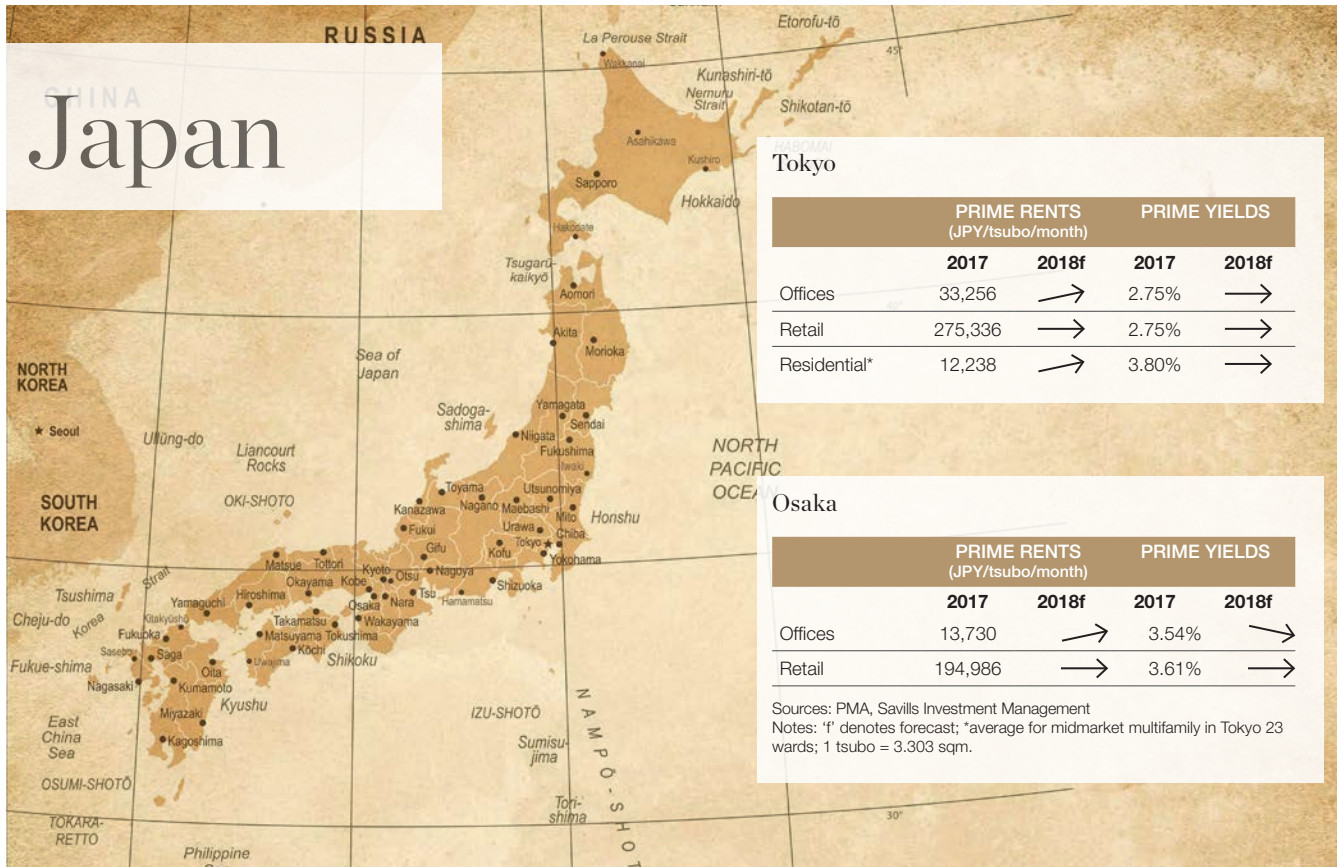 Japan
CHINA
RUSSIA
La Perouse Strait
Etorofu-tō
45°
Wakkanai
Kunashiri-tō
Nemuru
Strait
Shikotan-tō
HABOMAI
Asahikawa
Kushiro
Sapporo
Hokkaido
Hakodate
Tsugarū-
kaikyō
Aomori
40°
Akita
Morioka
Sea of
Japan
NORTH
KOREA
★ Seoul
Ullŭng-do
Liancourt
Rocks
Sadoga-
shima
Yamagata
Sendai
Niigata
Fukushima
Iwaki
NORTH
PACIFIC
OCEAN
SOUTH
KOREA
OKI-SHOTO
Toyama
Kanazawa
Nagano
Utsunomiya
Maebashi
Mito
Honshu
Fukui
Urawa
Chiba
Tokyo
Gifu
Kofu
Yokohama
Matsue
Tottori
Kyoto
Otsu
Nagoya
Shizuoka
Okayama
Kobe
Tsu
Hamamatsu
Hiroshima
Osaka
Nara
Yamaguchi
Takamatsu
Wakayama
Tsushima
Korea
Strait
Cheju-do
Kitakyūshū
Fukuoka
Matsuyama
Tokushima
Kōchi
Shikoku
Sasebo
Saga
Uwajima
Fukue-shima
Oita
Nagasaki
Kumamoto
Kyushu
Miyazaki
Kagoshima
East
China
Sea
IZU-SHOTŌ
Sumisu-
jima
NAMPŌ-SHOT
OSUMI-SHOTŌ
Tori-
shima
TOKARA-
RETTO
30°
Philippine
Tokyo
PRIME RENTS PRIME YIELDS
(JPY/tsubo/month)
2017 2018f 2017 2018f
Offices 33,256 → 2.75% →
Retail 275,336 → 2.75% →
Residential* 12,238 → 3.80% →
Osaka
PRIME RENTS PRIME YIELDS
(JPY/tsubo/month)
2017 2018f 2017 2018f
Offices 13,730 → 3.54% →
Retail 194,986 → 3.61% →
Sources: PMA, Savills Investment Management
Notes: ‘f’ denotes forecast; *average for midmarket multifamily in Tokyo 23
wards; 1 tsubo = 3.303 sqm.